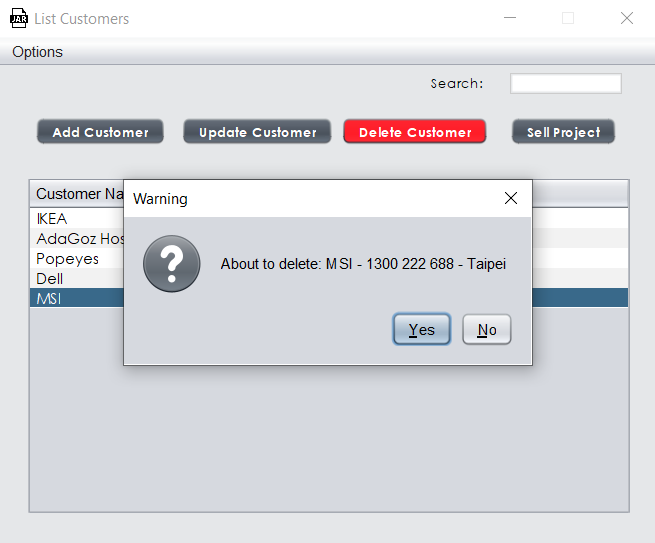 JAR
List Customers
Options
Search:
Add Customer
Update Customer
Delete Customer
Sell Project
Customer Na
Warning
IKEA
AdaGoz Hos
Popeyes
Dell
MSI
About to delete: MSI - 1300 222 688 - Taipei
Yes
No